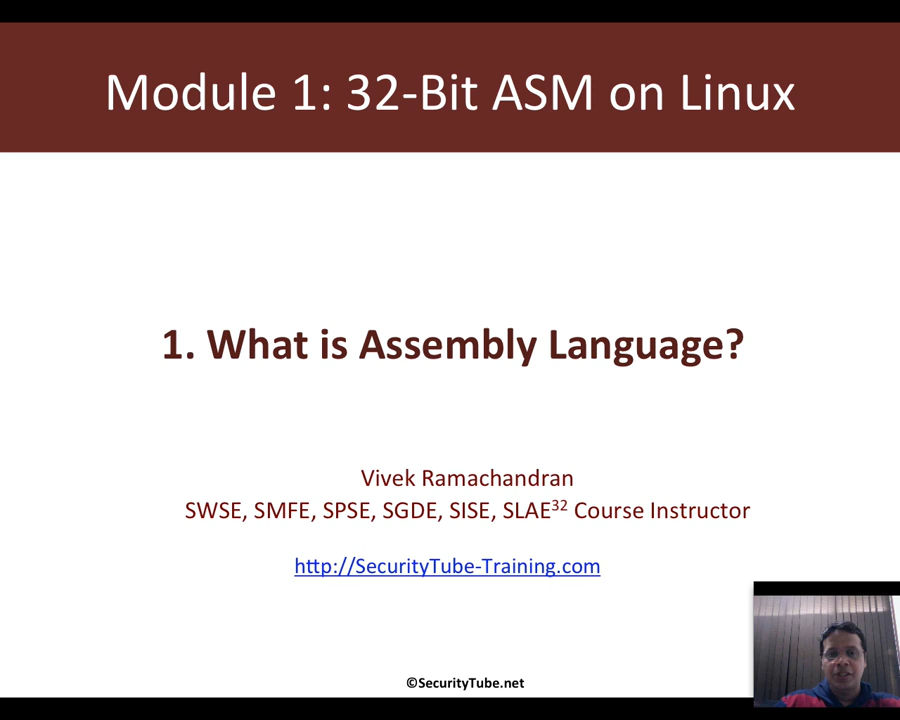 Module 1: 32-Bit ASM on Linux
1. What is Assembly Language?
Vivek Ramachandran
SWSE, SMFE, SPSE, SGDE, SISE, SLAE³² Course Instructor
http://SecurityTube-Training.com
©SecurityTube.net